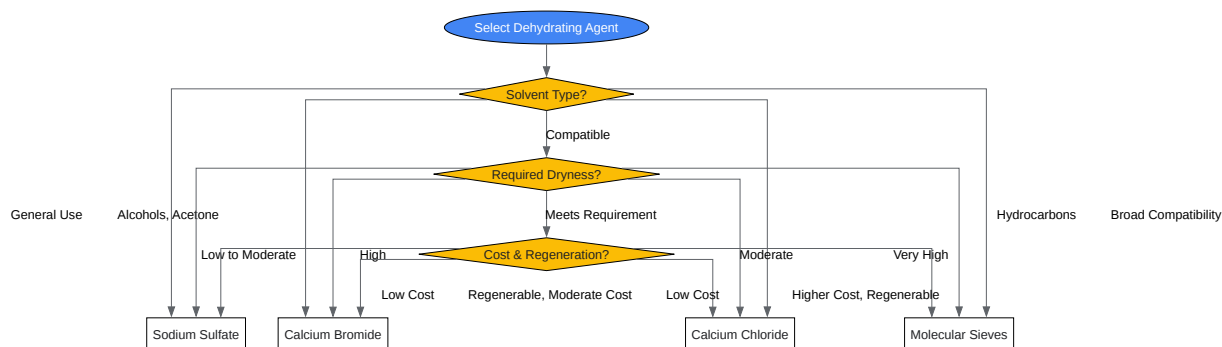 Select Dehydrating Agent
Solvent Type?
Compatible
Required Dryness?
General Use
Alcohols, Acetone
Meets Requirement
Hydrocarbons
Broad Compatibility
Low to Moderate
High
Cost & Regeneration?
Moderate
Very High
Low Cost
Regenerable, Moderate Cost
Low Cost
Higher Cost, Regenerable
Sodium Sulfate
Calcium Bromide
Calcium Chloride
Molecular Sieves